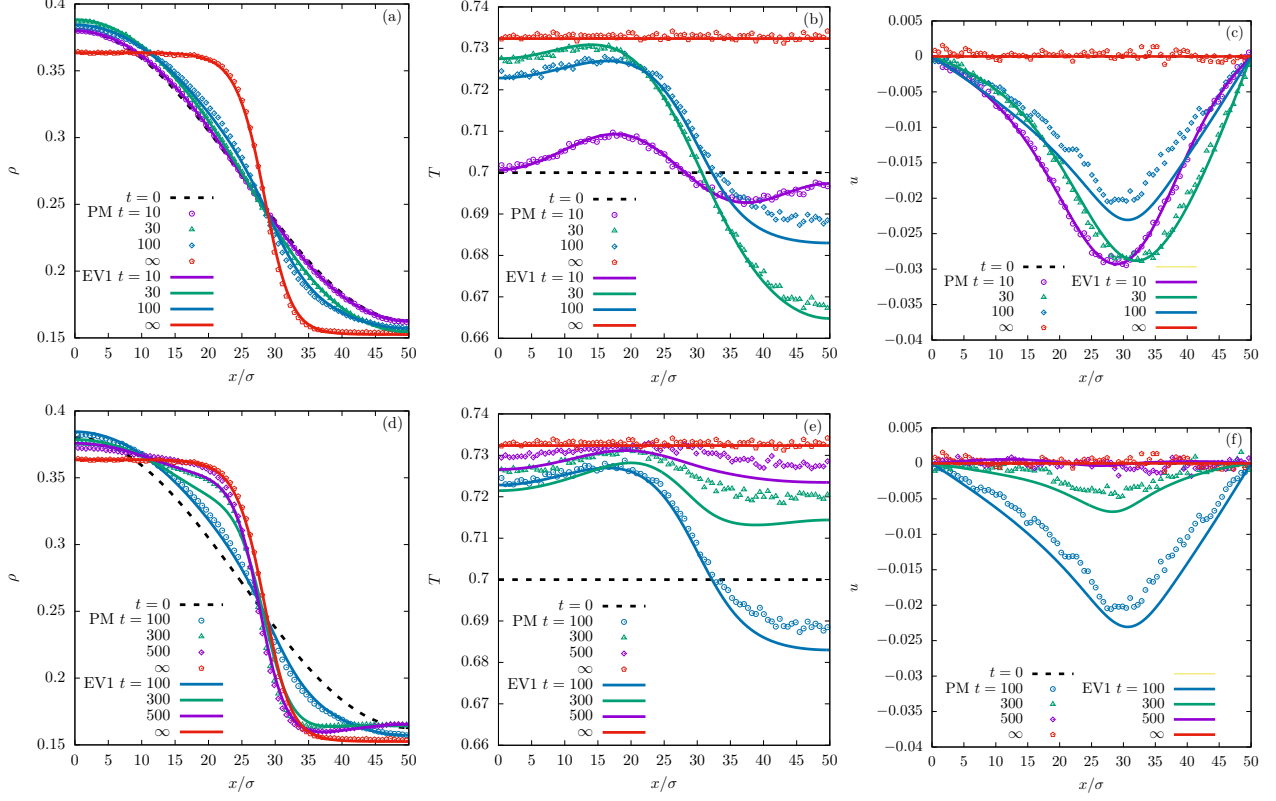 (a)
0.4
0.35
0.3
0.25
0.2
0.15
ρ
t = 0
PM t = 10
30
100
∞
EV1 t = 10
30
100
∞
0 5 10 15 20 25 30 35 40 45 50
x/σ
(b)
0.74
0.73
0.72
0.71
0.7
0.69
0.68
0.67
0.66
T
t = 0
PM t = 10
30
100
∞
EV1 t = 10
30
100
∞
0 5 10 15 20 25 30 35 40 45 50
x/σ
(c)
0.005
0
−0.005
−0.01
−0.015
−0.02
−0.025
−0.03
−0.035
−0.04
u
t = 0
PM t = 10 EV1 t = 10
30 30
100 100
∞ ∞
0 5 10 15 20 25 30 35 40 45 50
x/σ
(d)
0.4
0.35
0.3
0.25
0.2
0.15
ρ
t = 0
PM t = 100
300
500
∞
EV1 t = 100
300
500
∞
0 5 10 15 20 25 30 35 40 45 50
x/σ
(e)
0.74
0.73
0.72
0.71
0.7
0.69
0.68
0.67
0.66
T
t = 0
PM t = 100
300
500
∞
EV1 t = 100
300
500
∞
0 5 10 15 20 25 30 35 40 45 50
x/σ
(f)
0.005
0
−0.005
−0.01
−0.015
−0.02
−0.025
−0.03
−0.035
−0.04
u
t = 0
PM t = 100 EV1 t = 100
300 300
500 500
∞ ∞
0 5 10 15 20 25 30 35 40 45 50
x/σ